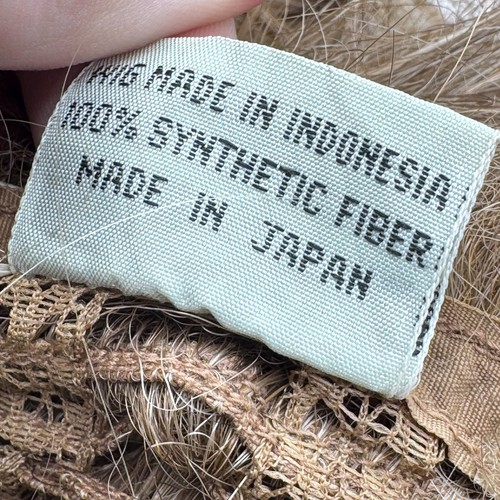 WIG MADE IN INDONESIA
100% SYNTHETIC FIBER
MADE IN JAPAN